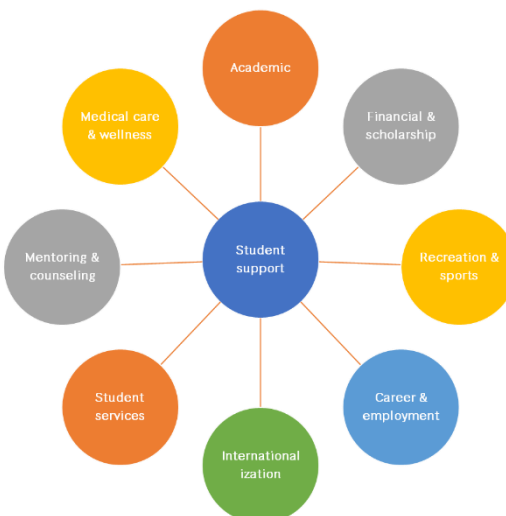 Academic
Financial &
scholarship
Recreation &
sports
Career &
employment
International
ization
Student
services
Mentoring &
counseling
Medical care
& wellness
Student
support